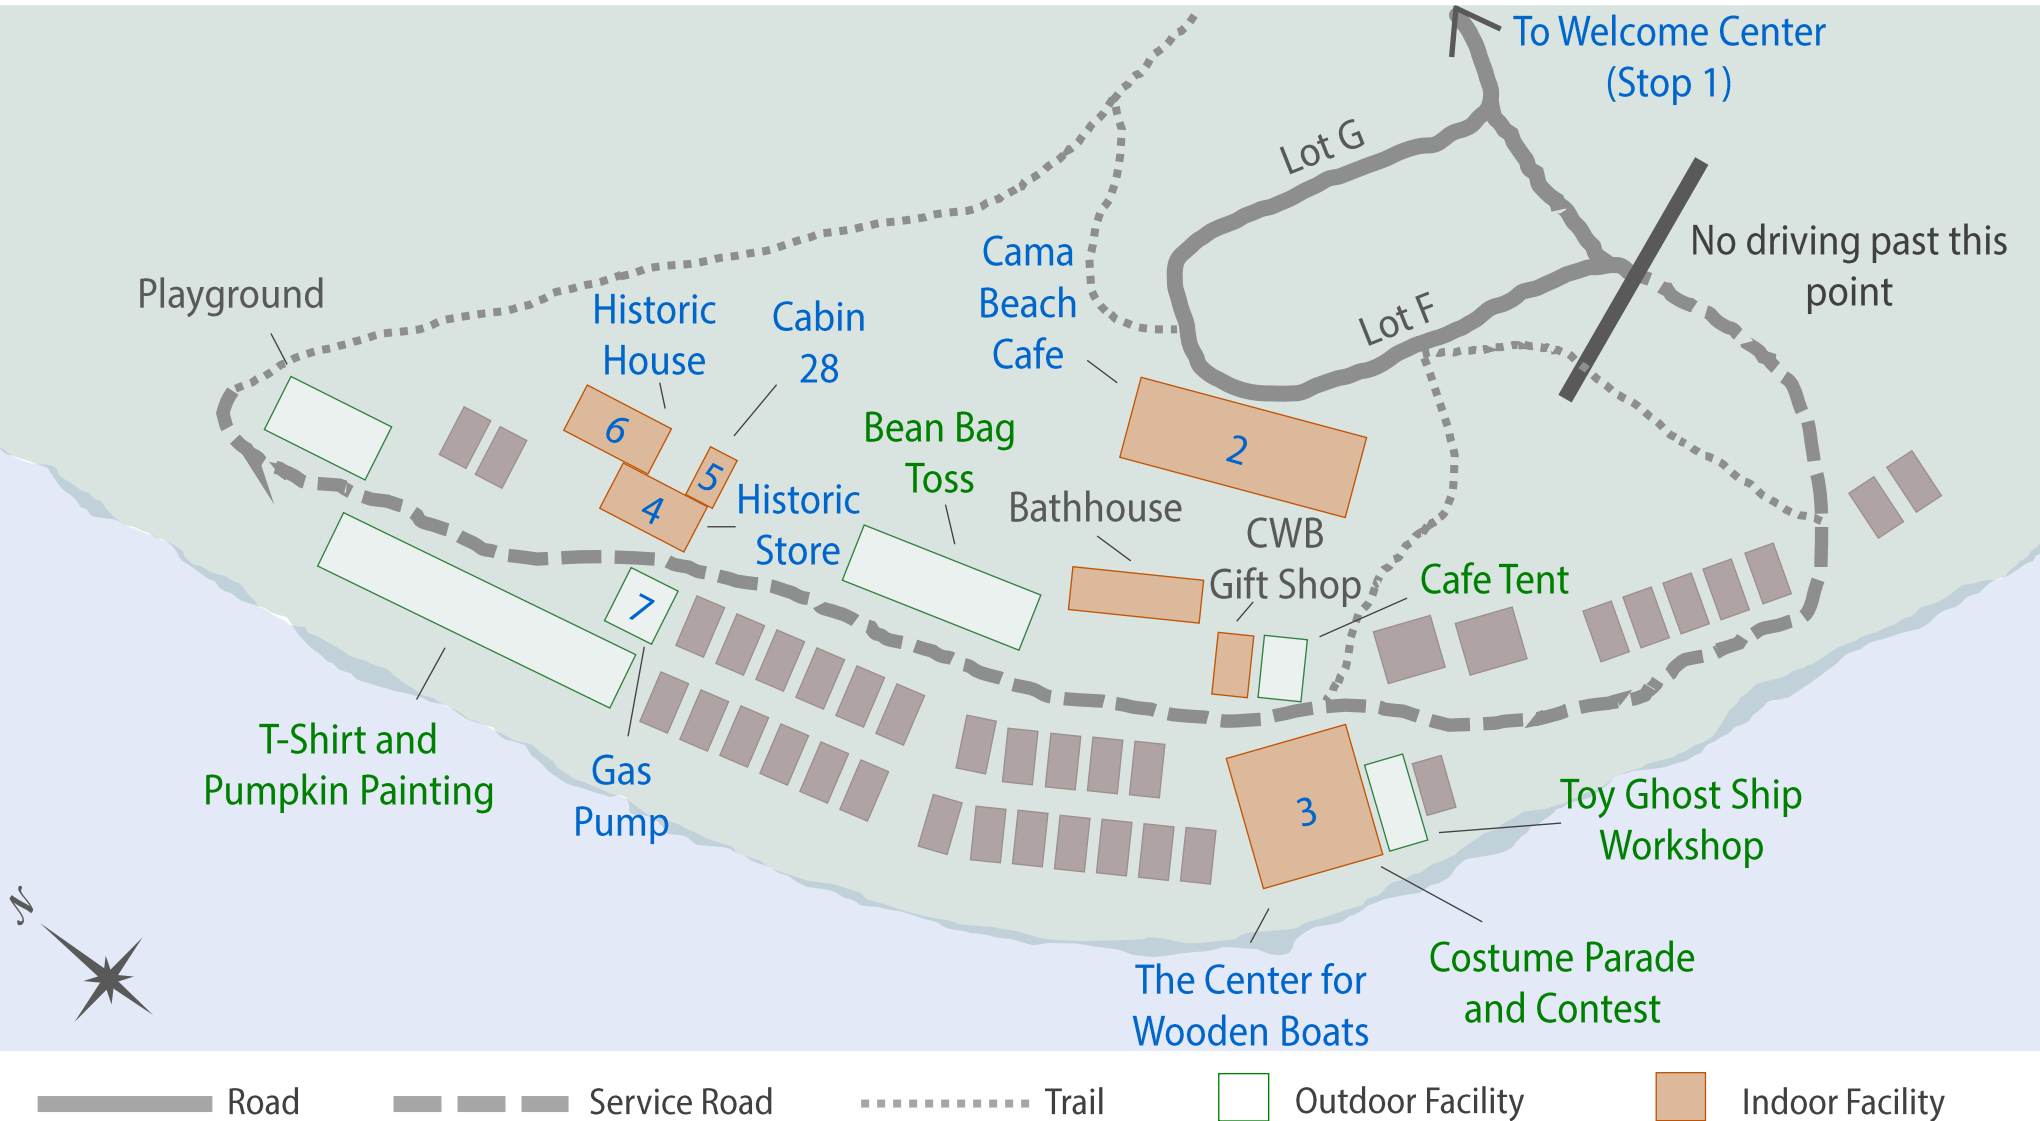 To Welcome Center
(Stop 1)
Lot G
No driving past this
point
Lot F
Playground
Historic
House
Cabin
28
Cama
Beach
Cafe
Bean Bag
Toss
6
5
4
2
Historic
Store
Bathhouse
CWB
Gift Shop
Cafe Tent
7
T-Shirt and
Pumpkin Painting
Gas
Pump
3
Toy Ghost Ship
Workshop
Costume Parade
and Contest
The Center for
Wooden Boats
N
Road
Service Road
Trail
Outdoor Facility
Indoor Facility